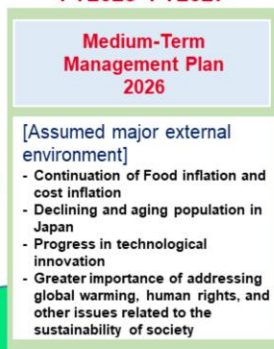 Medium-Term
Management Plan
2026
[Assumed major external
environment]
- Continuation of Food inflation and
cost inflation
- Declining and aging population in
Japan
- Progress in technological
innovation
- Greater importance of addressing
global warming, human rights, and
other issues related to the
sustainability of society